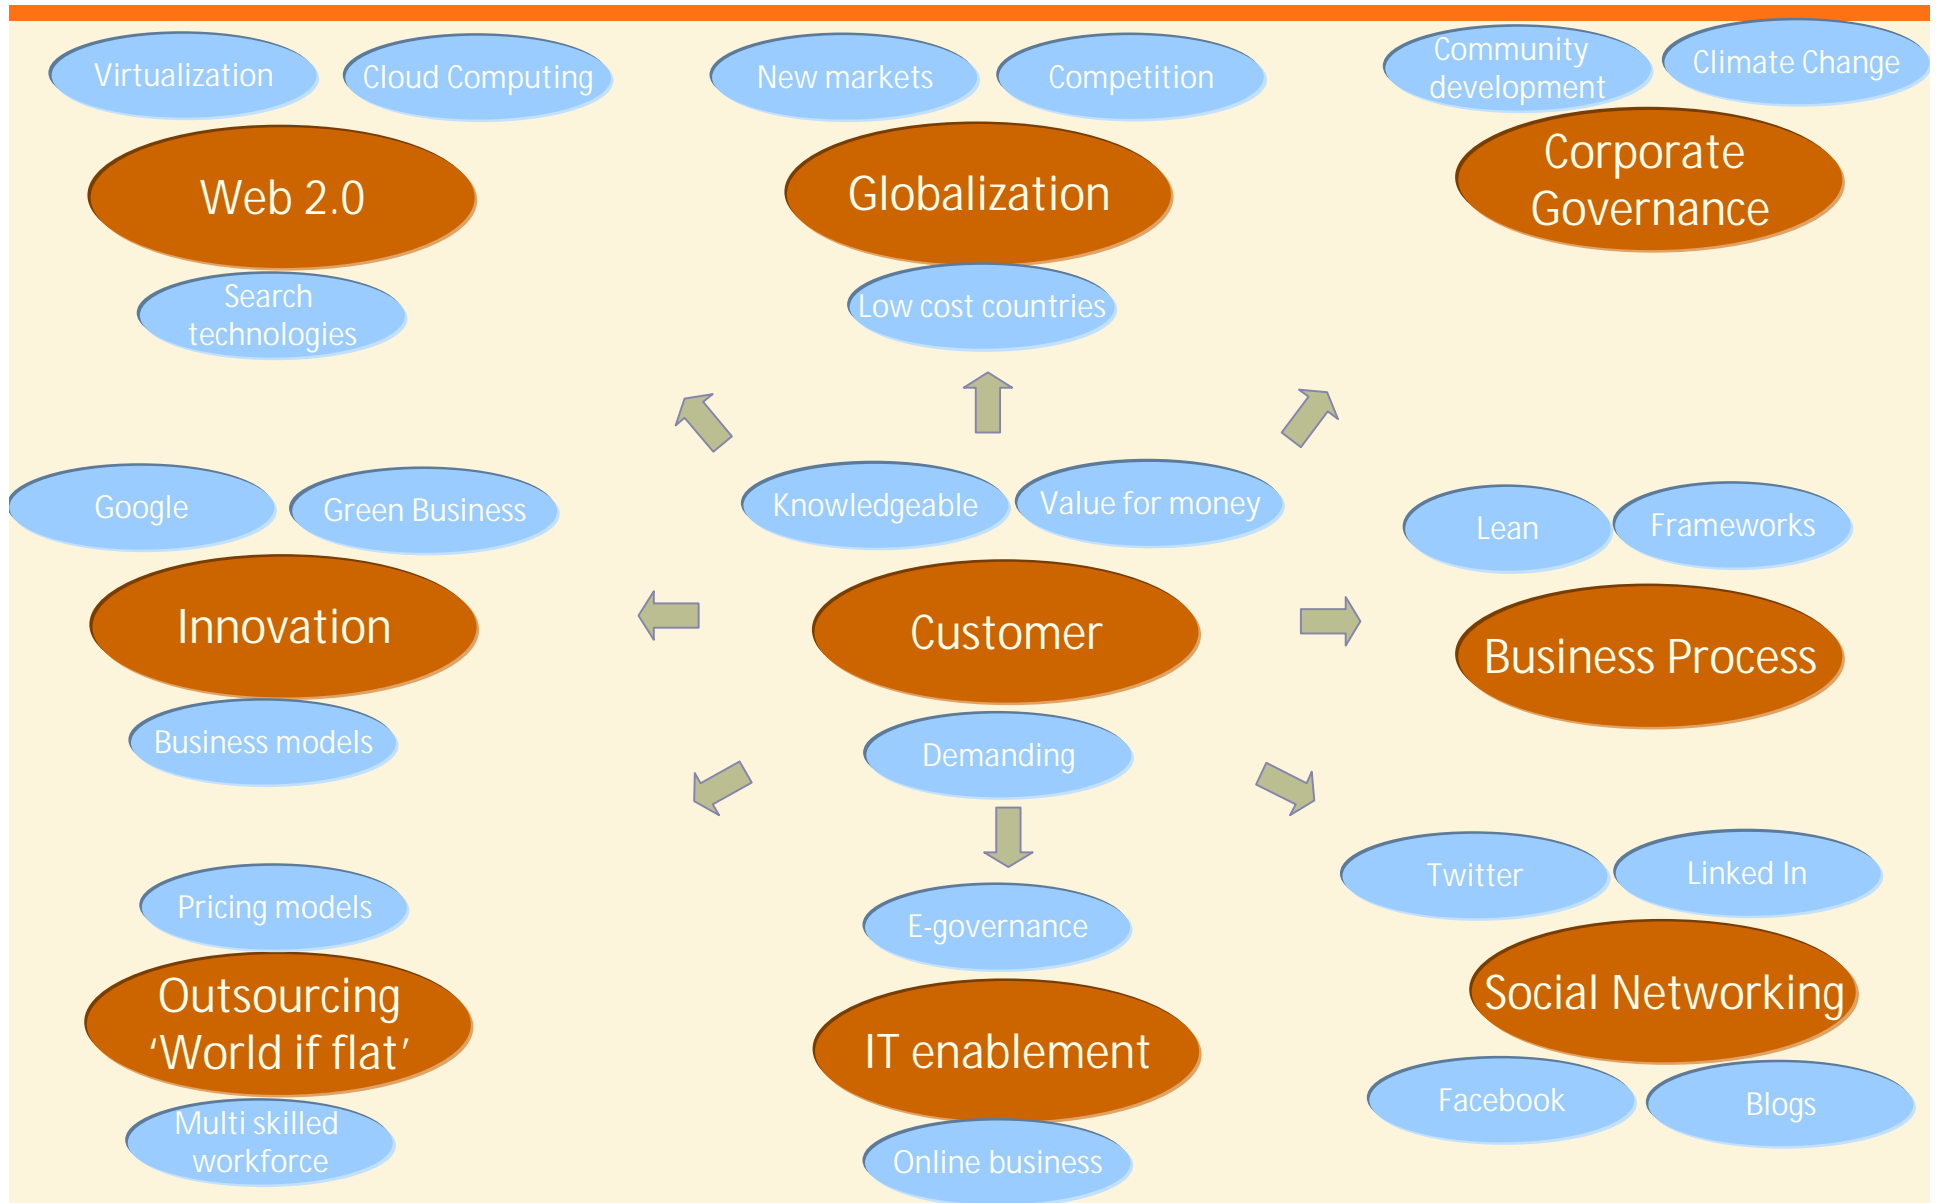 Virtualization
Cloud Computing
Web 2.0
Search
technologies
New markets
Competition
Globalization
Low cost countries
Community
development
Climate Change
Corporate
Governance
Google
Green Business
Innovation
Business models
Knowledgeable
Value for money
Customer
Demanding
Lean
Frameworks
Business Process
Pricing models
Outsourcing
‘World if flat’
Multi skilled
workforce
E-governance
IT enablement
Online business
Twitter
Linked In
Social Networking
Facebook
Blogs